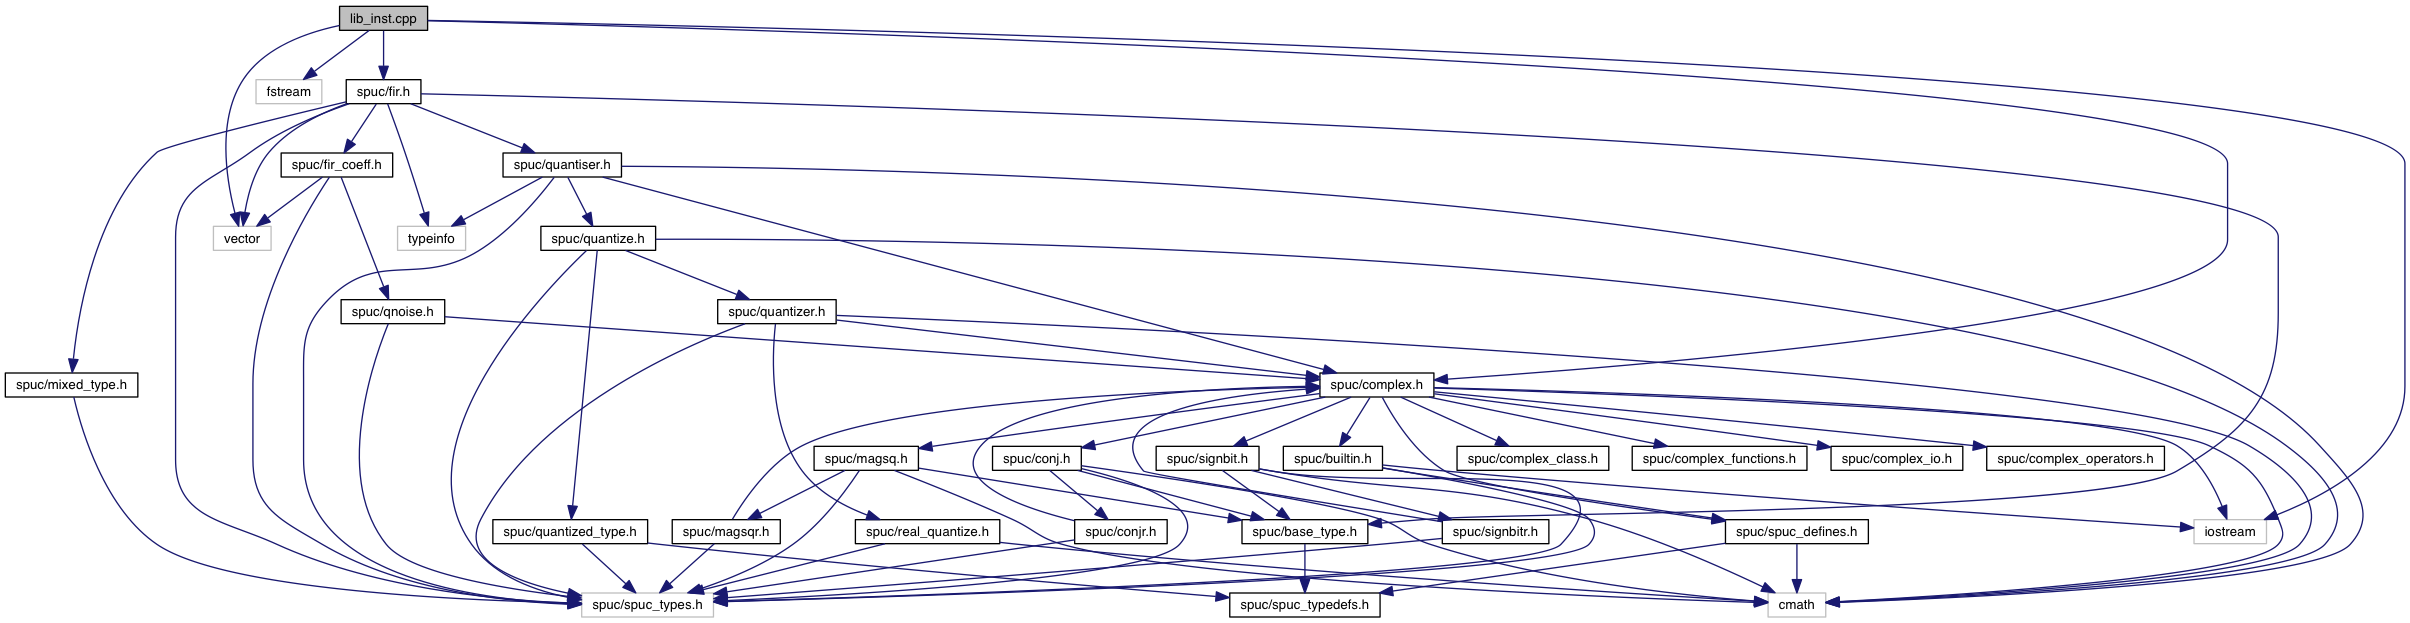 lib_inst.cpp
fstream
spuc/fir.h
spuc/fir_coeff.h
spuc/quantiser.h
vector
typeinfo
spuc/quantize.h
spuc/qnoise.h
spuc/quantizer.h
spuc/mixed_type.h
spuc/complex.h
spuc/magsq.h
spuc/conj.h
spuc/signbit.h
spuc/builtin.h
spuc/complex_class.h
spuc/complex_functions.h
spuc/complex_io.h
spuc/complex_operators.h
spuc/quantized_type.h
spuc/magsqr.h
spuc/real_quantize.h
spuc/conjr.h
spuc/base_type.h
spuc/signbitr.h
spuc/spuc_defines.h
iostream
spuc/spuc_types.h
spuc/spuc_typedefs.h
cmath